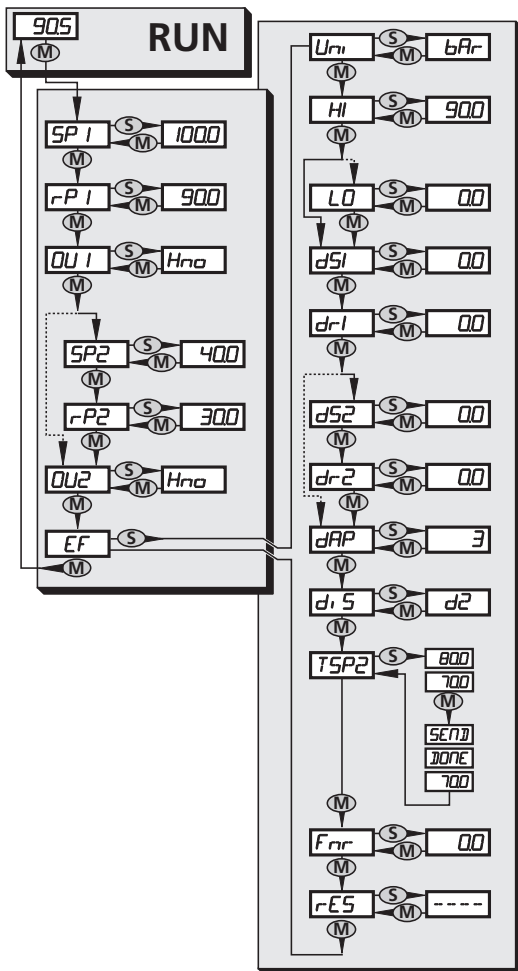 90.5
RUN
M
SP1 S M 100.0
M
rP1 S M 90.0
M
OU1 S M Hno
M
SP2 S M 40.0
M
rP2 S M 30.0
M
OU2 S M Hno
M
EF S
M
Uni S M bAr
M
HI S M 90.0
M
LO S M 0.0
M
dS1 S M 0.0
M
dr1 S M 0.0
M
dS2 S M 0.0
M
dr2 S M 0.0
M
dAP S M 3
M
diS S M d2
M
TSP2 S 80.0
70.0
M
SEND
DONE
70.0
M
Fnr S M 0.0
M
rES S M ----
M